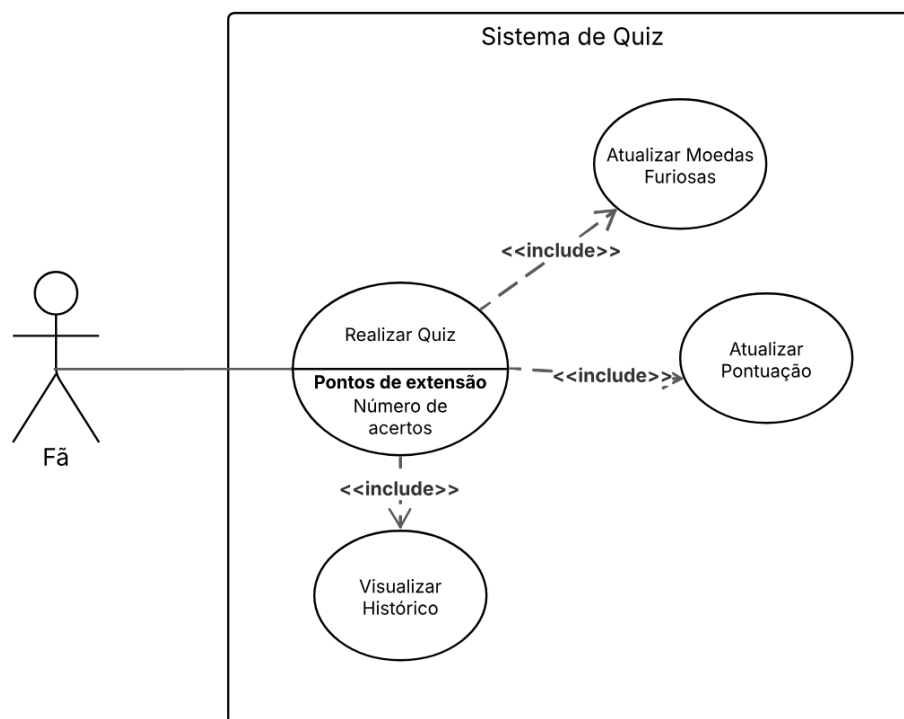 Sistema de Quiz
Atualizar Moedas
Furiosas
<<include>>
Realizar Quiz
Pontos de extensão
Número de
acertos
<<include>>
Atualizar
Pontuação
Fã
<<include>>
Visualizar
Histórico